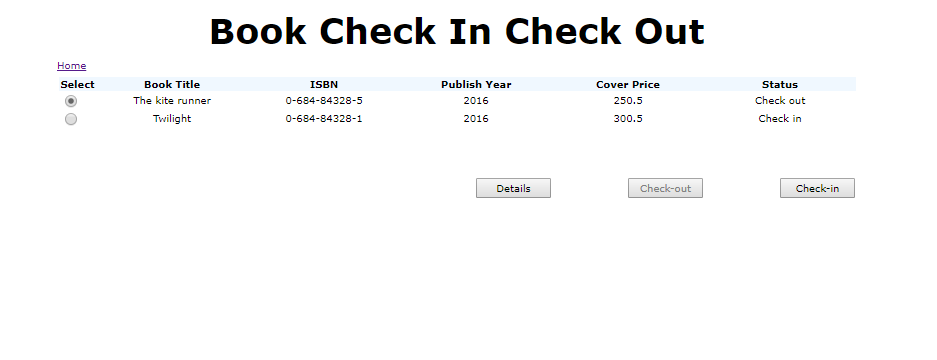 Book Check In Check Out
Home
Select Book Title ISBN Publish Year Cover Price Status
The kite runner 0-684-84328-5 2016 250.5 Check out
Twilight 0-684-84328-1 2016 300.5 Check in
Details Check-out Check-in